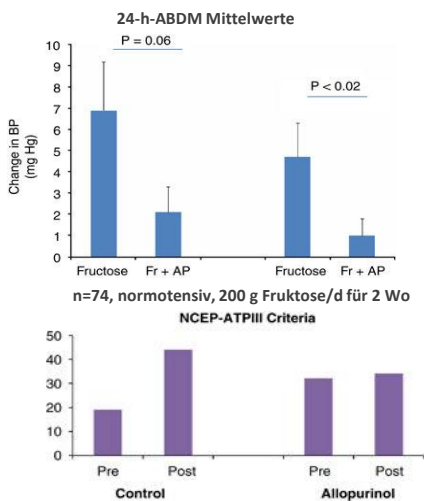 24-h-ABDM Mittelwerte
P = 0.06
P < 0.02
Change in BP
(mg Hg)
10
9
8
7
6
5
4
3
2
1
0
Fructose Fr + AP Fructose Fr + AP
n=74, normotensiv, 200 g Fruktose/d für 2 Wo
NCEP-ATPIII Criteria
50
40
30
20
10
0
Pre Post Pre Post
Control Allopurinol